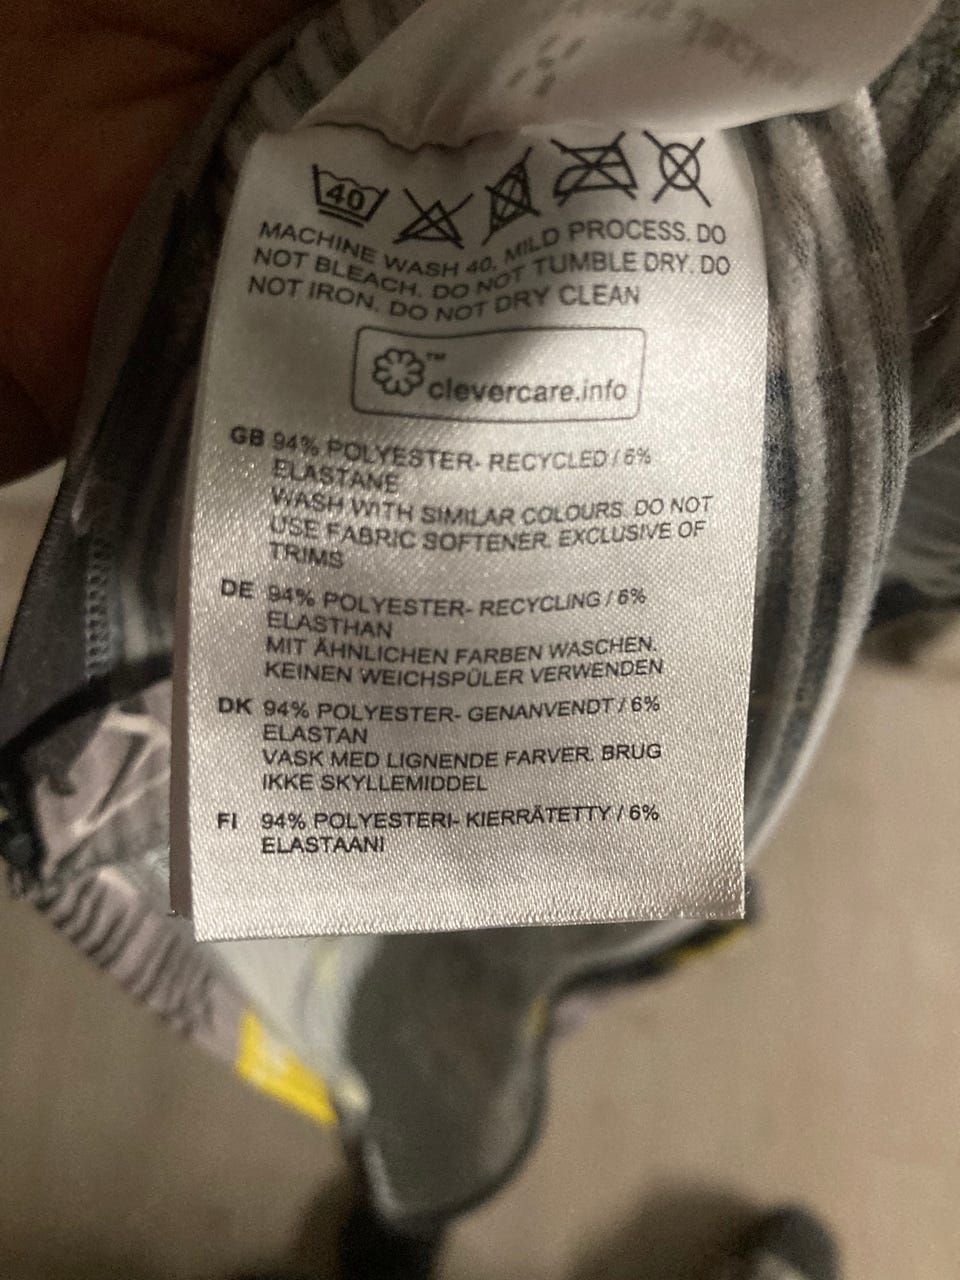 40
MACHINE WASH 40, MILD PROCESS. DO
NOT BLEACH. DO NOT TUMBLE DRY. DO
NOT IRON. DO NOT DRY CLEAN
™
clevercare.info
GB 94% POLYESTER- RECYCLED / 6%
ELASTANE
WASH WITH SIMILAR COLOURS. DO NOT
USE FABRIC SOFTENER. EXCLUSIVE OF
TRIMS
DE 94% POLYESTER- RECYCLING / 6%
ELASTHAN
MIT ÄHNLICHEN FARBEN WASCHEN.
KEINEN WEICHSPÜLER VERWENDEN
DK 94% POLYESTER- GENANVENDT / 6%
ELASTAN
VASK MED LIGNENDE FARVER. BRUG
IKKE SKYLLEMIDDEL
FI 94% POLYESTERI- KIERRÄTETTY / 6%
ELASTAANI